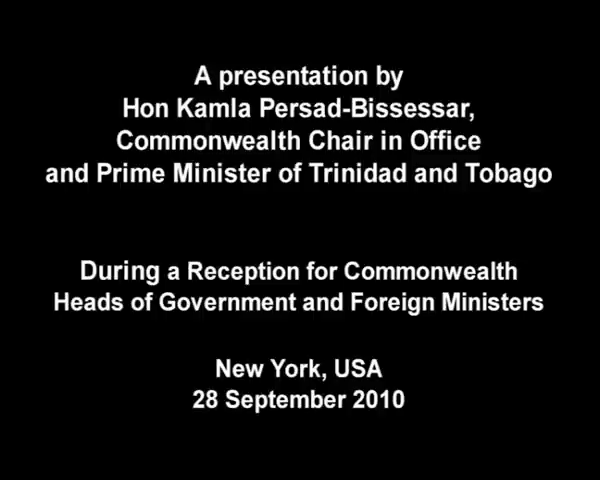 A presentation by
Hon Kamla Persad-Bissessar,
Commonwealth Chair in Office
and Prime Minister of Trinidad and Tobago
During a Reception for Commonwealth
Heads of Government and Foreign Ministers
New York, USA
28 September 2010